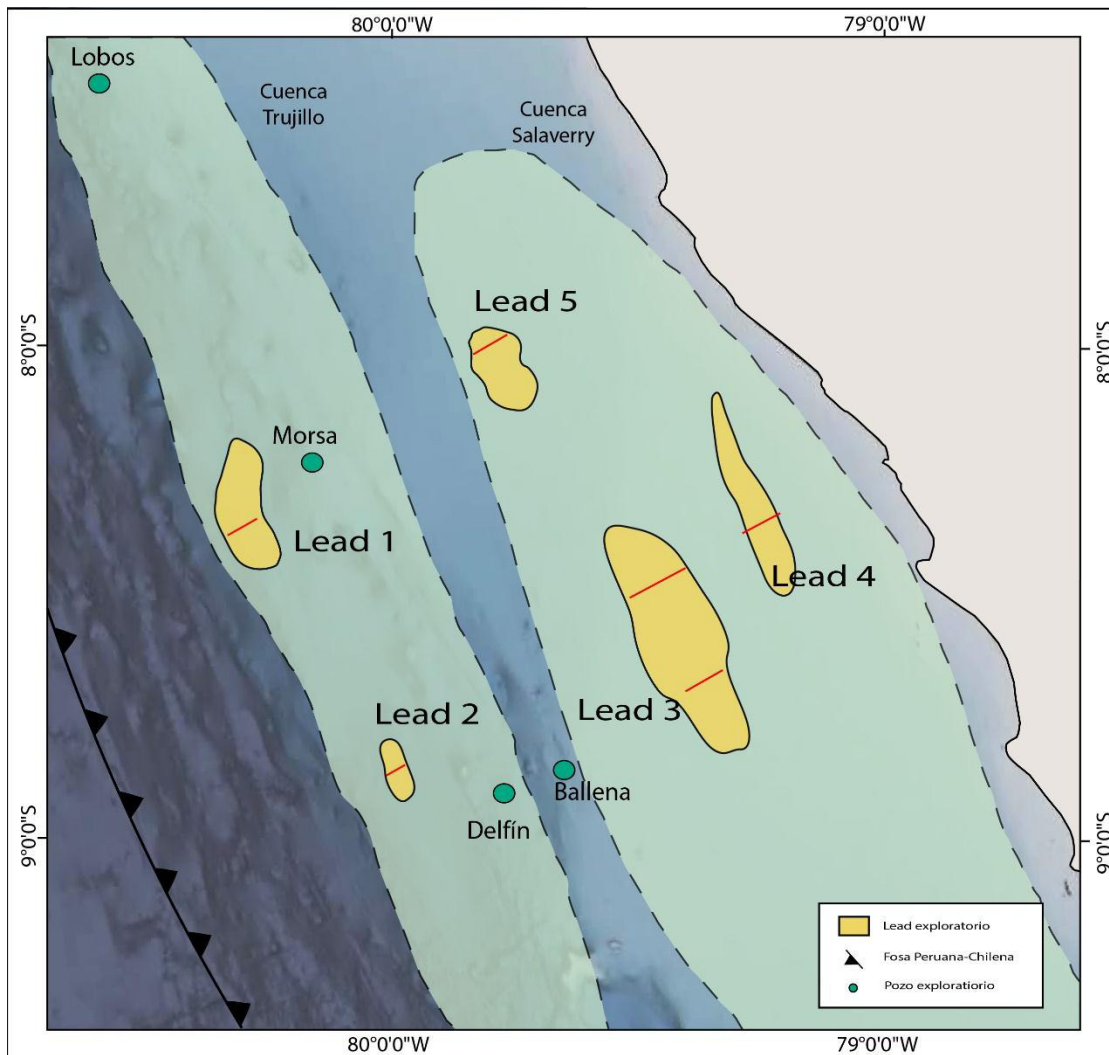 80°0'0"W
79°0'0"W
Lobos
Cuenca
Trujillo
Cuenca
Salaverry
Lead 5
8°0'0"S
8°0'0"S
Morsa
Lead 1
Lead 4
Lead 2
Lead 3
Ballena
Delfín
9°0'0"S
9°0'0"S
Lead exploratorio
Fosa Peruana-Chilena
Pozo exploratiorio
80°0'0"W
79°0'0"W